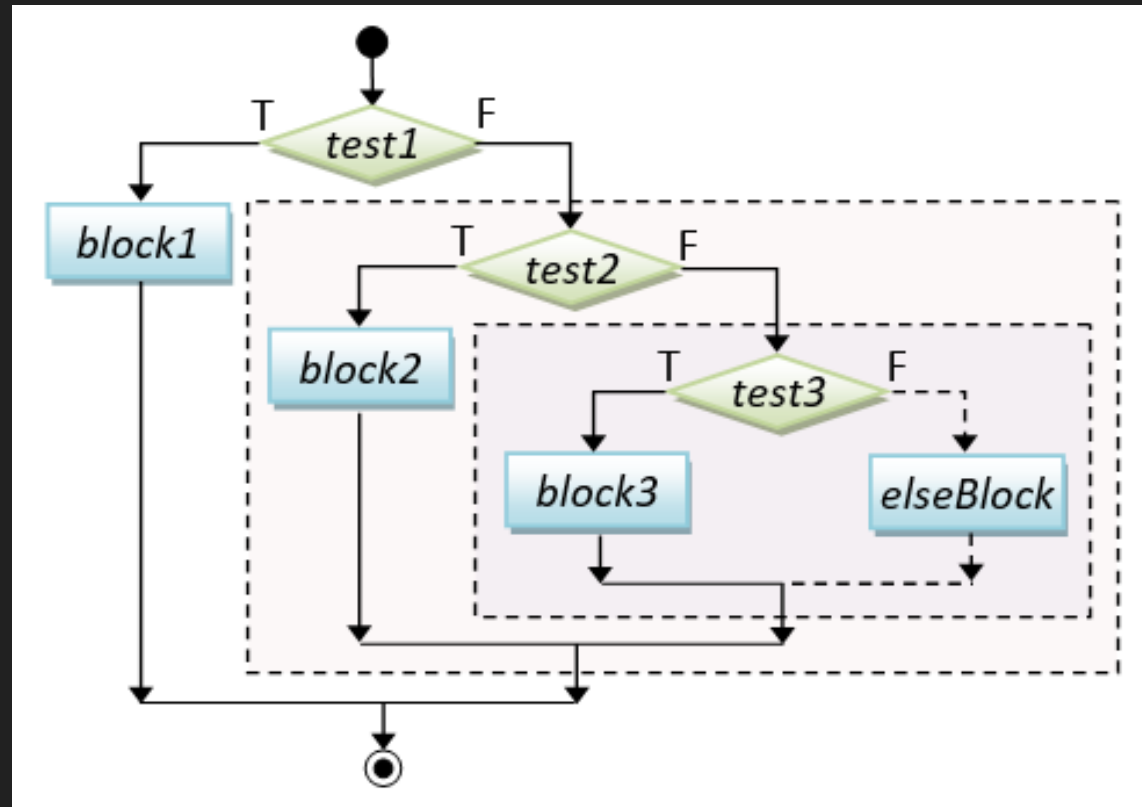 T
F
test1
block1
T
F
test2
block2
T
F
test3
block3
elseBlock